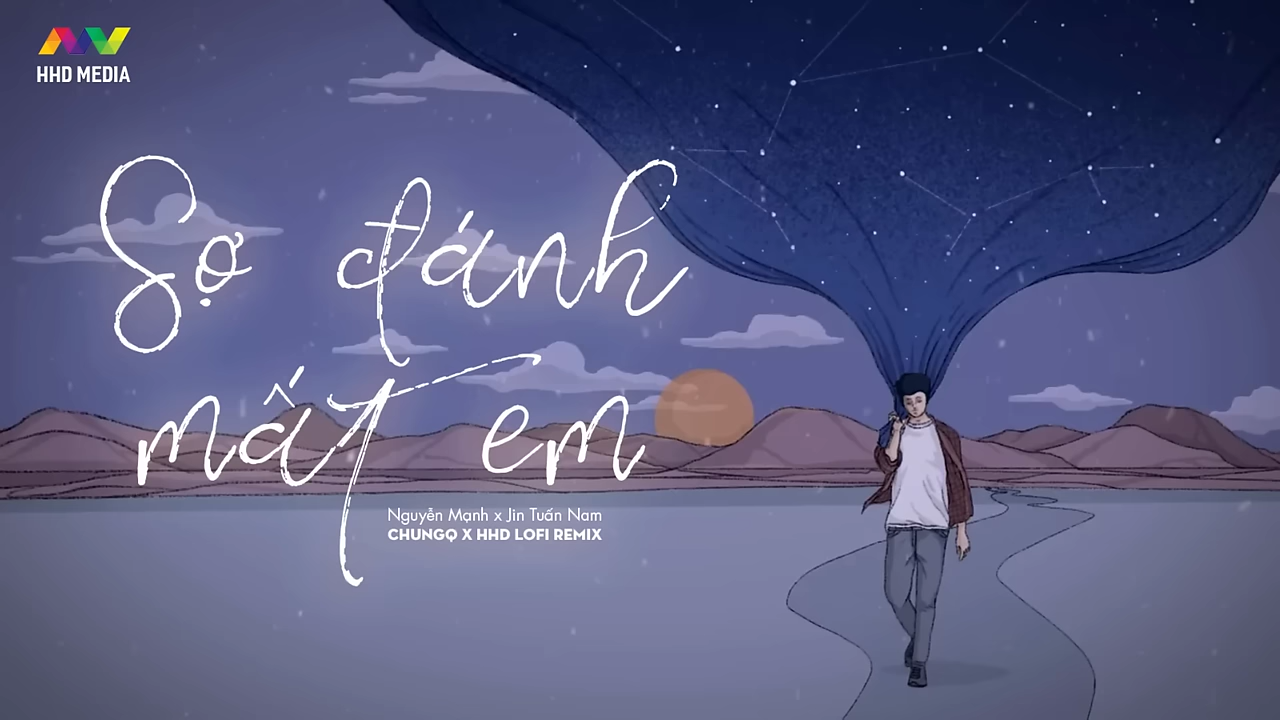 HHD MEDIA
Sợ đánh
mất em
Nguyễn Mạnh x Jin Tuấn Nam
CHUNGQ X HHD LOFI REMIX